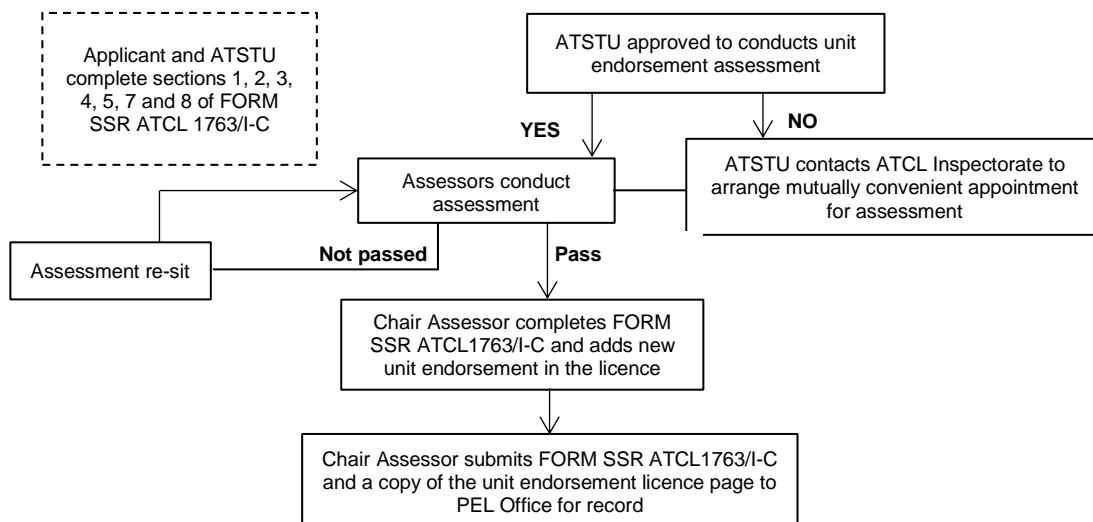 Applicant and ATSTU
complete sections 1, 2, 3,
4, 5, 7 and 8 of FORM
SSR ATCL 1763/I-C
ATSTU approved to conducts unit
endorsement assessment
YES
NO
Assessors conduct
assessment
ATSTU contacts ATCL Inspectorate to
arrange mutually convenient appointment
for assessment
Assessment re-sit
Not passed
Pass
Chair Assessor completes FORM
SSR ATCL1763/I-C and adds new
unit endorsement in the licence
Chair Assessor submits FORM SSR ATCL1763/I-C
and a copy of the unit endorsement licence page to
PEL Office for record